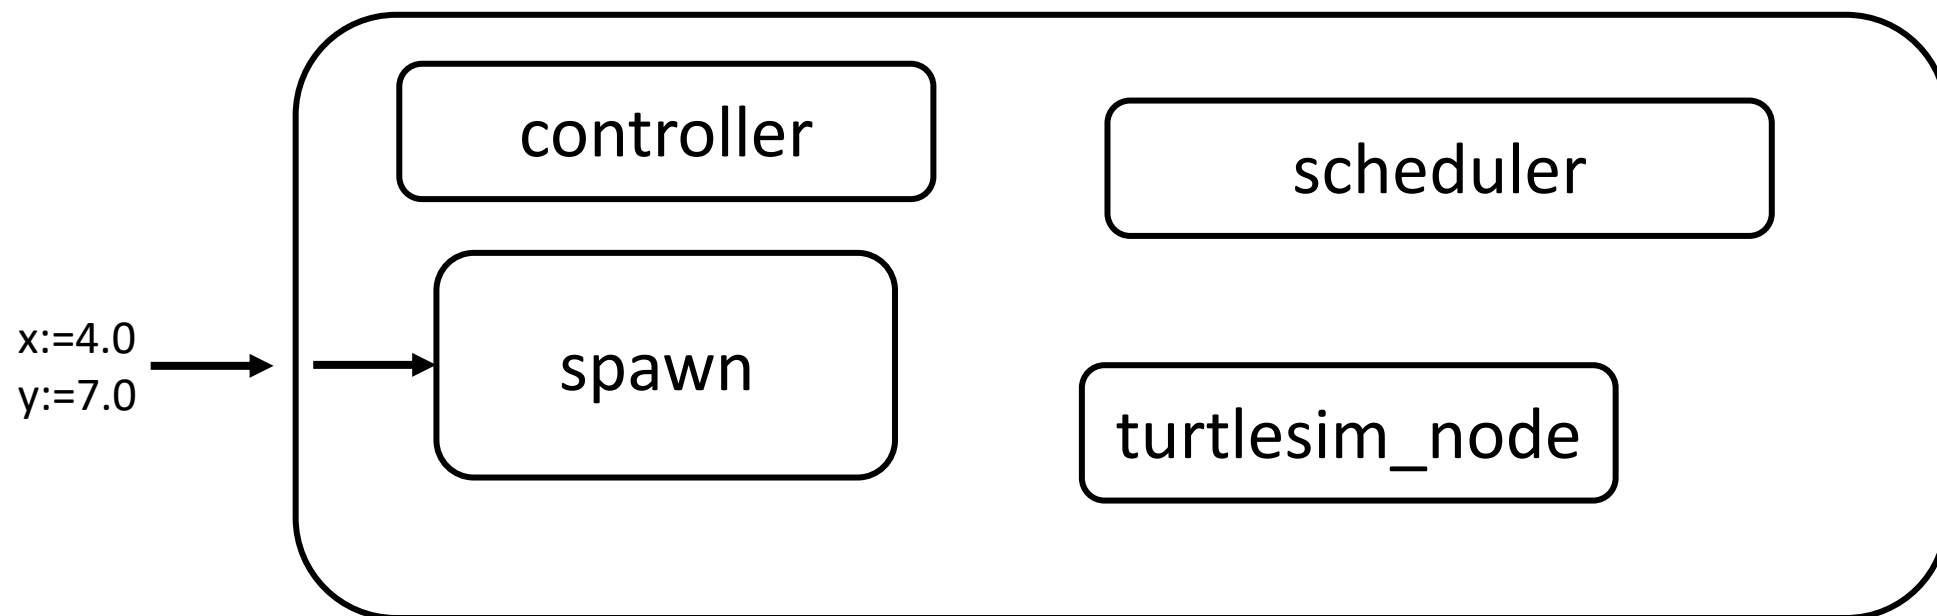 controller
scheduler
x:=4.0
y:=7.0
spawn
turtlesim_node